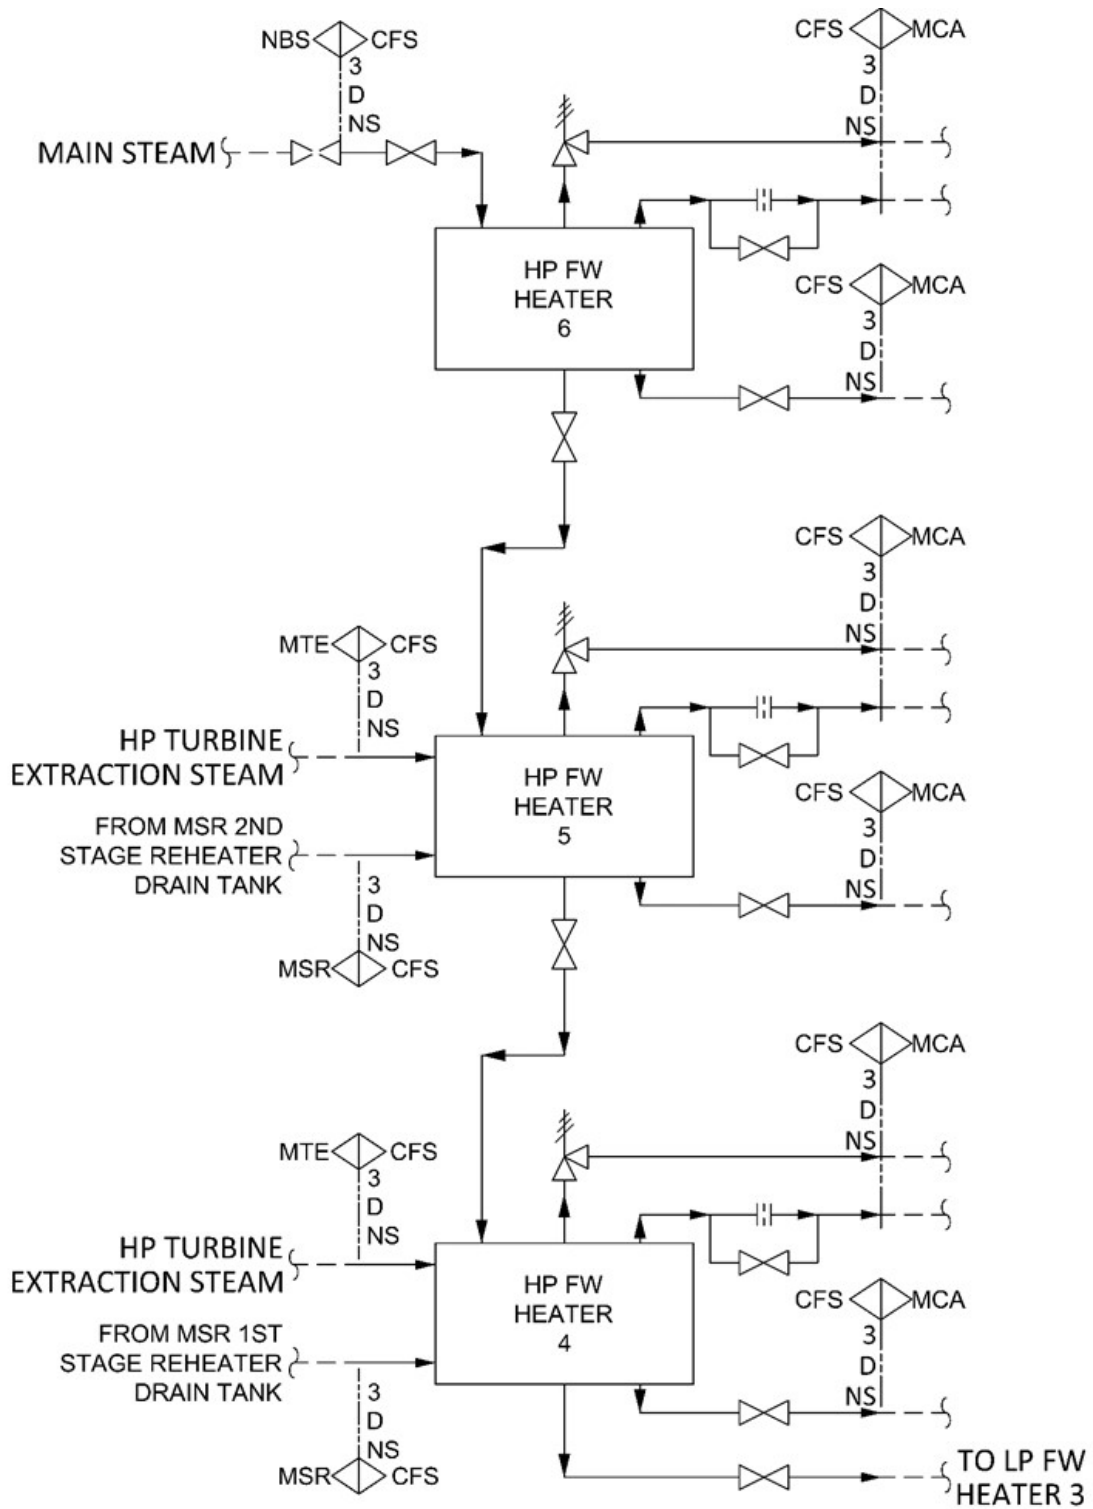 NBS CFS
3
D
NS
MAIN STEAM
CFS MCA
3
D
NS
HP FW
HEATER
6
CFS MCA
3
D
NS
CFS MCA
3
D
NS
MTE CFS
3
D
NS
HP TURBINE
EXTRACTION STEAM
HP FW
HEATER
5
FROM MSR 2ND
STAGE REHEATER
DRAIN TANK
3
D
NS
MSR CFS
CFS MCA
3
D
NS
CFS MCA
3
D
NS
MTE CFS
3
D
NS
HP TURBINE
EXTRACTION STEAM
HP FW
HEATER
4
FROM MSR 1ST
STAGE REHEATER
DRAIN TANK
3
D
NS
MSR CFS
CFS MCA
3
D
NS
TO LP FW
HEATER 3